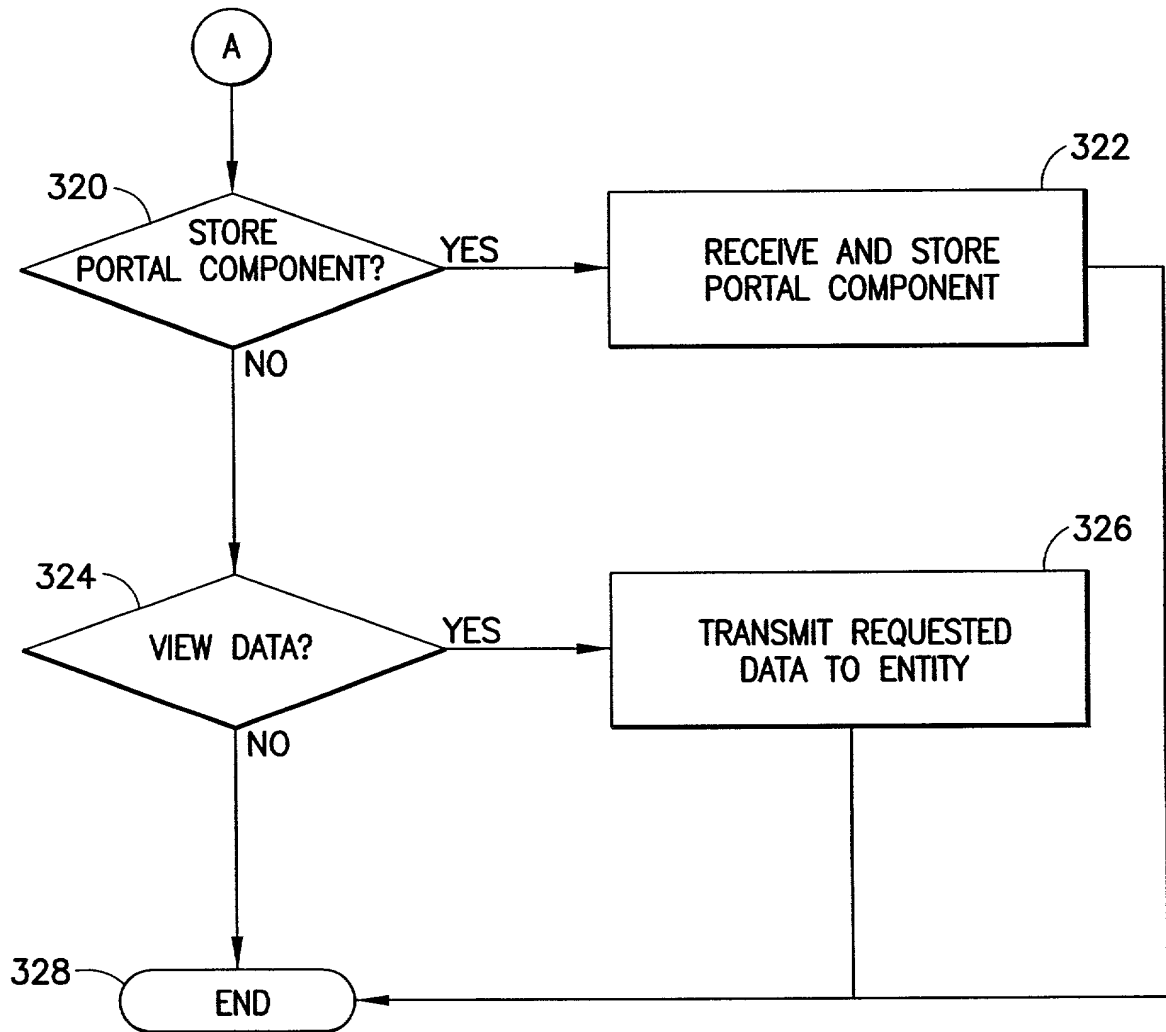 A
320
STORE
PORTAL COMPONENT?
YES
322
RECEIVE AND STORE
PORTAL COMPONENT
NO
324
VIEW DATA?
YES
326
TRANSMIT REQUESTED
DATA TO ENTITY
NO
328
END